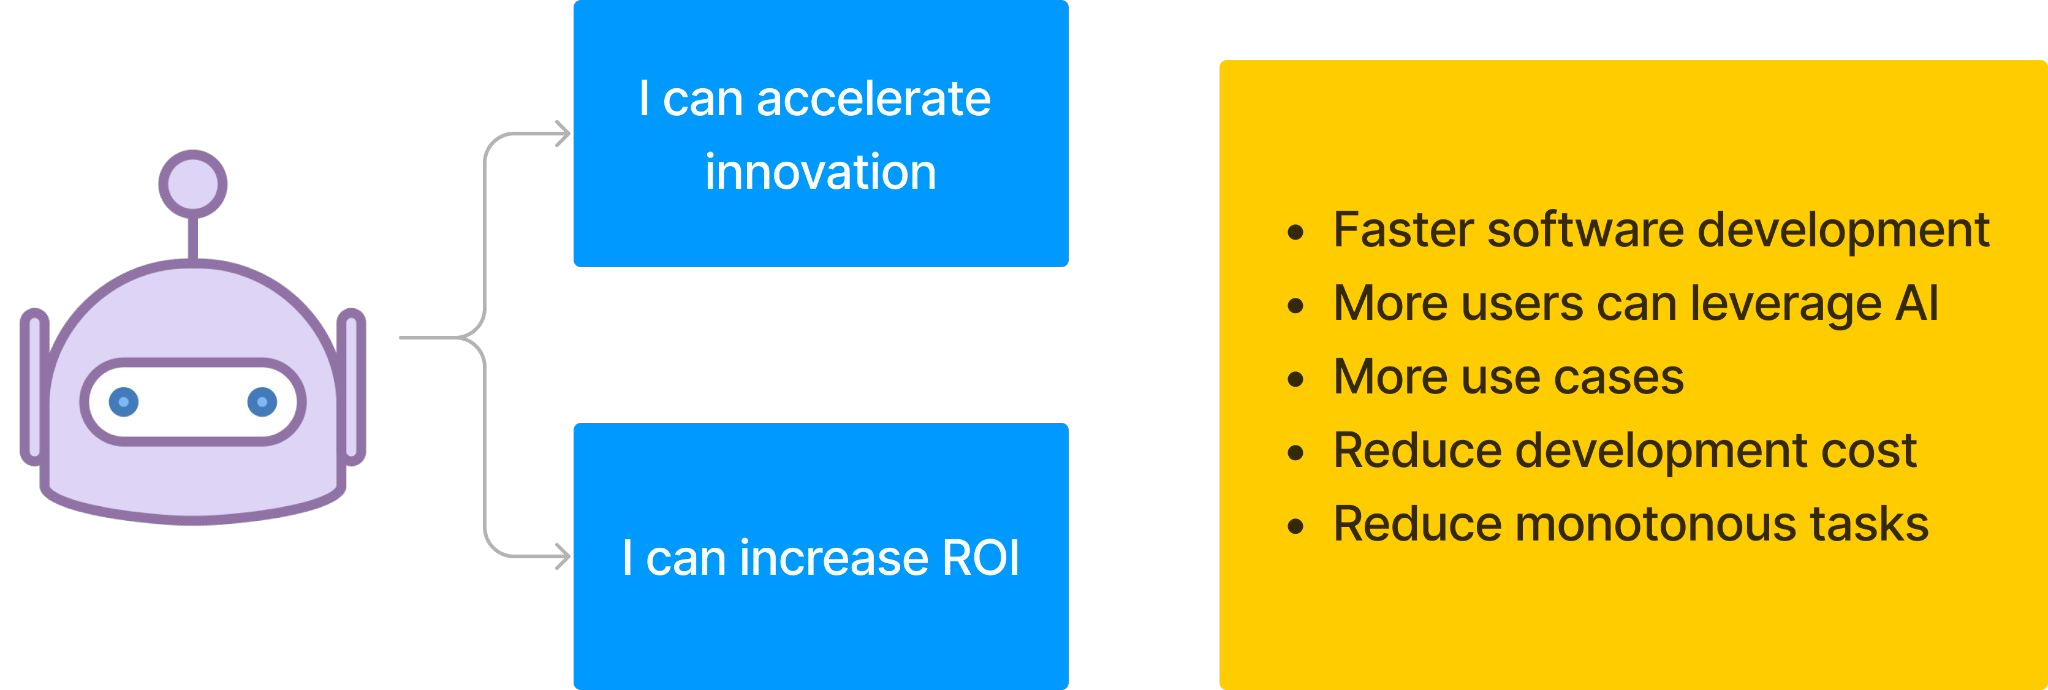 I can accelerate
innovation
I can increase ROI
• Faster software development
• More users can leverage AI
• More use cases
• Reduce development cost
• Reduce monotonous tasks